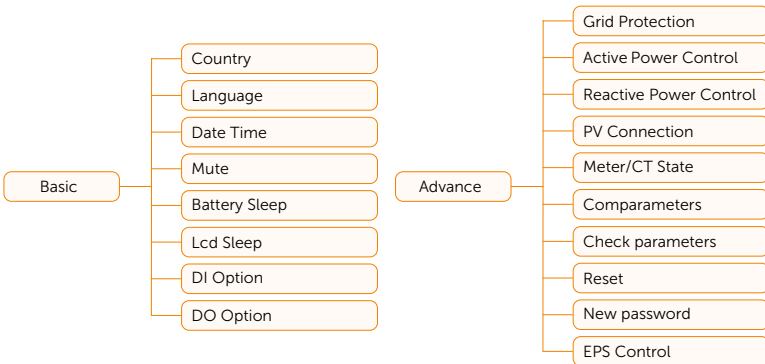 Basic
Country
Language
Date Time
Mute
Battery Sleep
Lcd Sleep
DI Option
DO Option
Advance
Grid Protection
Active Power Control
Reactive Power Control
PV Connection
Meter/CT State
Comparameters
Check parameters
Reset
New password
EPS Control